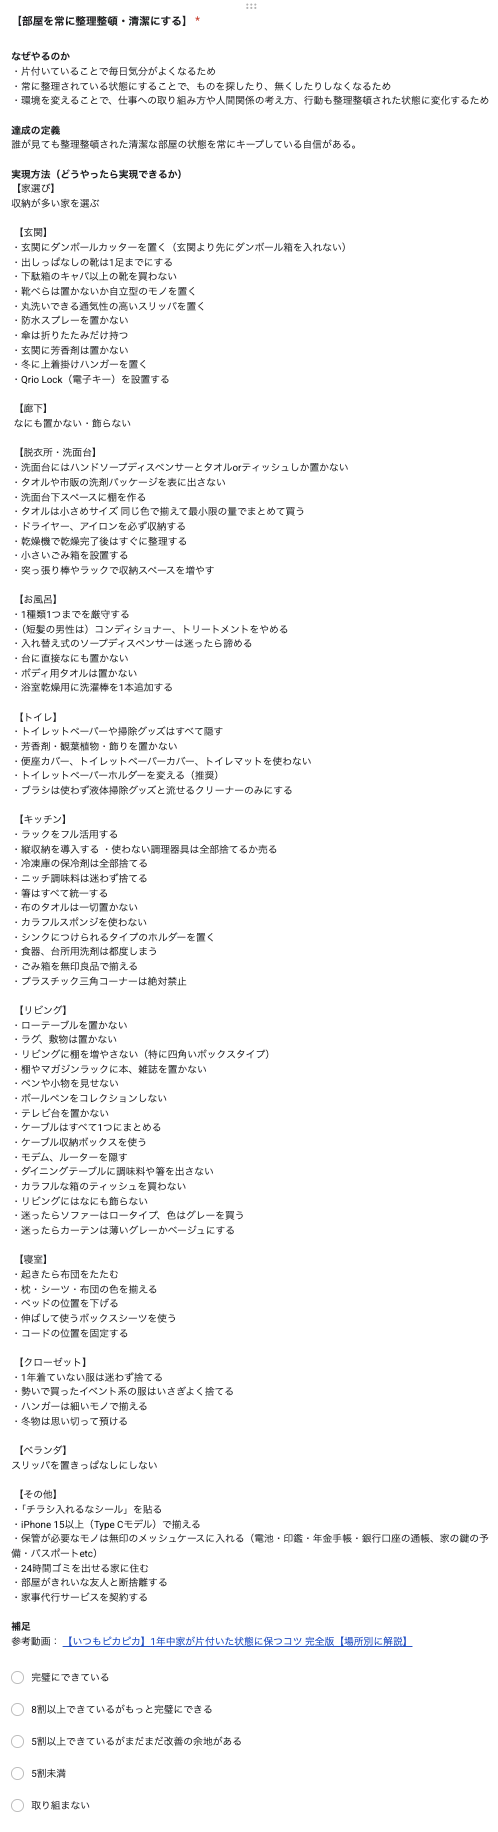 【部屋を常に整理整頓・清潔にする】 *
なぜやるのか
・片付いていることで毎日気分がよくなるため
・常に整理されている状態にすることで、ものを探したり、無くしたりしなくなるため
・環境を変えることで、仕事への取り組み方や人間関係の考え方、行動も整理整頓された状態に変化するため
達成の定義
誰が見ても整理整頓された清潔な部屋の状態を常にキープしている自信がある。
実現方法（どうやったら実現できるか）
【家選び】
収納が多い家を選ぶ
【玄関】
・玄関にダンボールカッターを置く（玄関より先にダンボール箱を入れない）
・出しっぱなしの靴は1足までにする
・下駄箱のキャパ以上の靴を買わない
・靴べらは置かないか自立型のモノを置く
・丸洗いできる通気性の高いスリッパを置く
・防水スプレーを置かない
・傘は折りたたみだけ持つ
・玄関に芳香剤は置かない
・冬に上着掛けハンガーを置く
・Qrio Lock（電子キー）を設置する
【廊下】
なにも置かない・飾らない
【脱衣所・洗面台】
・洗面台にはハンドソープディスペンサーとタオルorティッシュしか置かない
・タオルや市販の洗剤パッケージを表に出さない
・洗面台下スペースに棚を作る
・タオルは小さめサイズ 同じ色で揃えて最小限の量でまとめて買う
・ドライヤー、アイロンを必ず収納する
・乾燥機で乾燥完了後はすぐに整理する
・小さいごみ箱を設置する
・突っ張り棒やラックで収納スペースを増やす
【お風呂】
・1種類1つまでを厳守する
・（短髪の男性は）コンディショナー、トリートメントをやめる
・入れ替え式のソープディスペンサーは迷ったら諦める
・台に直接なにも置かない
・ボディ用タオルは置かない
・浴室乾燥用に洗濯棒を1本追加する
【トイレ】
・トイレットペーパーや掃除グッズはすべて隠す
・芳香剤・観葉植物・飾りを置かない
・便座カバー、トイレットペーパーカバー、トイレマットを使わない
・トイレットペーパーホルダーを変える（推奨）
・ブラシは使わず液体掃除グッズと流せるクリーナーのみにする
【キッチン】
・ラックをフル活用する
・縦収納を導入する ・使わない調理器具は全部捨てるか売る
・冷凍庫の保冷剤は全部捨てる
・ニッチ調味料は迷わず捨てる
・箸はすべて統一する
・布のタオルは一切置かない
・カラフルスポンジを使わない
・シンクにつけられるタイプのホルダーを置く
・食器、台所用洗剤は都度しまう
・ごみ箱を無印良品で揃える
・プラスチック三角コーナーは絶対禁止
【リビング】
・ローテーブルを置かない
・ラグ、敷物は置かない
・リビングに棚を増やさない（特に四角いボックスタイプ）
・棚やマガジンラックに本、雑誌を置かない
・ペンや小物を見せない
・ボールペンをコレクションしない
・テレビ台を置かない
・ケーブルはすべて1つにまとめる
・ケーブル収納ボックスを使う
・モデム、ルーターを隠す
・ダイニングテーブルに調味料や箸を出さない
・カラフルな箱のティッシュを買わない
・リビングにはなにも飾らない
・迷ったらソファーはロータイプ、色はグレーを買う
・迷ったらカーテンは薄いグレーかベージュにする
【寝室】
・起きたら布団をたたむ
・枕・シーツ・布団の色を揃える
・ベッドの位置を下げる
・伸ばして使うボックスシーツを使う
・コードの位置を固定する
【クローゼット】
・1年着ていない服は迷わず捨てる
・勢いで買ったイベント系の服はいさぎよく捨てる
・ハンガーは細いモノで揃える
・冬物は思い切って預ける
【ベランダ】
スリッパを置きっぱなしにしない
【その他】
・「チラシ入れるなシール」を貼る
・iPhone 15以上（Type Cモデル）で揃える
・保管が必要なモノは無印のメッシュケースに入れる（電池・印鑑・年金手帳・銀行口座の通帳、家の鍵の予
備・パスポートetc）
・24時間ゴミを出せる家に住む
・部屋がきれいな友人と断捨離する
・家事代行サービスを契約する
補足
参考動画： 【いつもピカピカ】1年中家が片付いた状態に保つコツ 完全版【場所別に解説】
完璧にできている
8割以上できているがもっと完璧にできる
5割以上できているがまだまだ改善の余地がある
5割未満
取り組まない